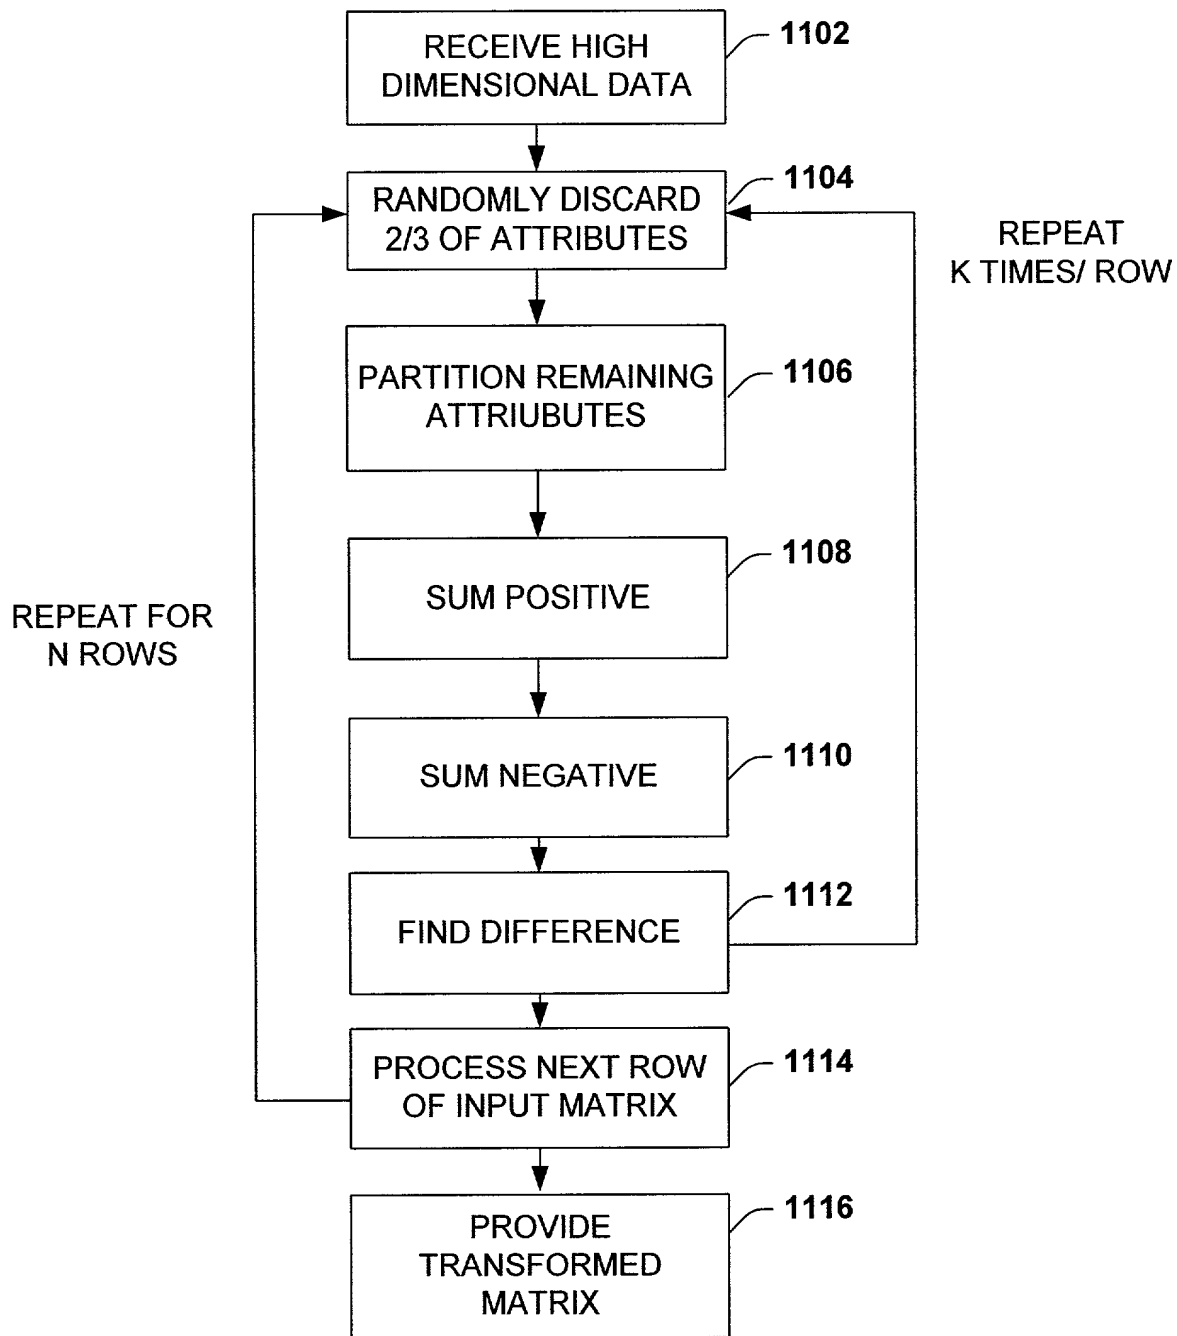 RECEIVE HIGH
DIMENSIONAL DATA
1102
RANDOMLY DISCARD
2/3 OF ATTRIBUTES
1104
REPEAT
K TIMES/ ROW
PARTITION REMAINING
ATTRIUBUTES
1106
SUM POSITIVE
1108
REPEAT FOR
N ROWS
SUM NEGATIVE
1110
FIND DIFFERENCE
1112
PROCESS NEXT ROW
OF INPUT MATRIX
1114
PROVIDE
TRANSFORMED
MATRIX
1116